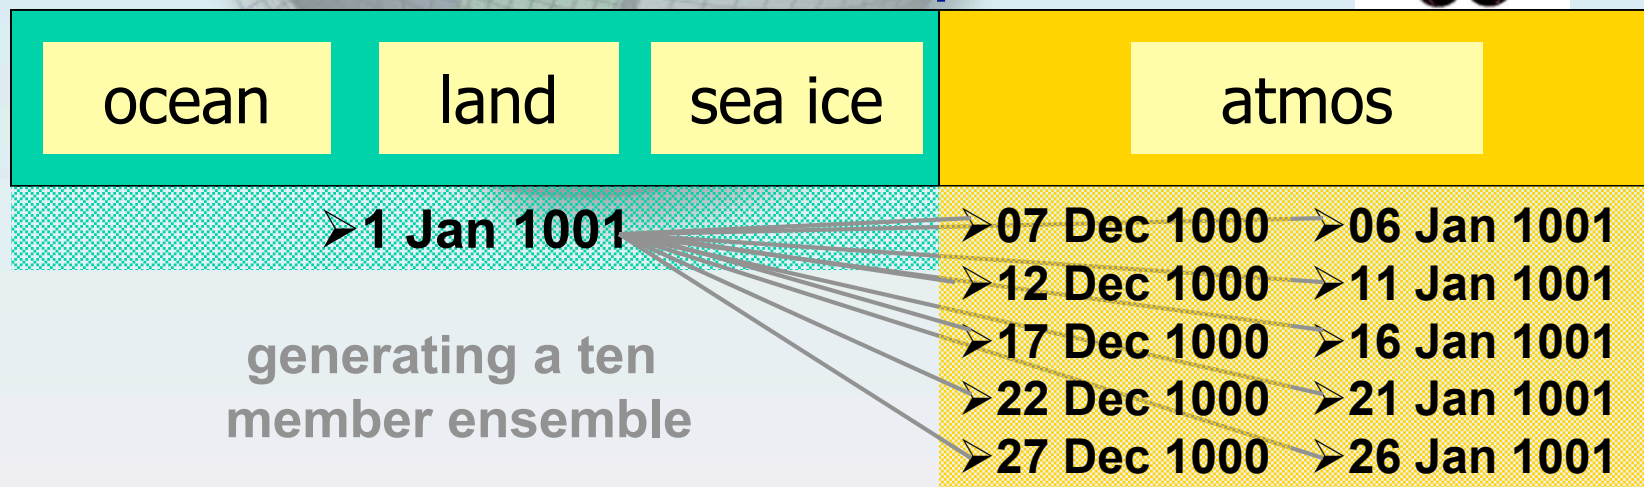 ocean land sea ice atmos
➢1 Jan 1001
➢07 Dec 1000 ➢06 Jan 1001
➢12 Dec 1000 ➢11 Jan 1001
➢17 Dec 1000 ➢16 Jan 1001
➢22 Dec 1000 ➢21 Jan 1001
➢27 Dec 1000 ➢26 Jan 1001
generating a ten
member ensemble